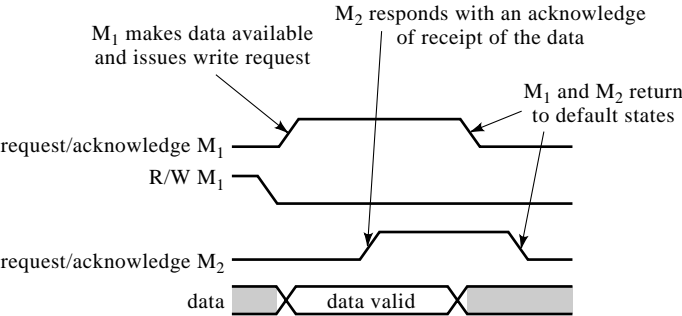 M₂ responds with an acknowledge
of receipt of the data
M₁ makes data available
and issues write request
M₁ and M₂ return
to default states
request/acknowledge M₁
R/W M₁
request/acknowledge M₂
data
data valid